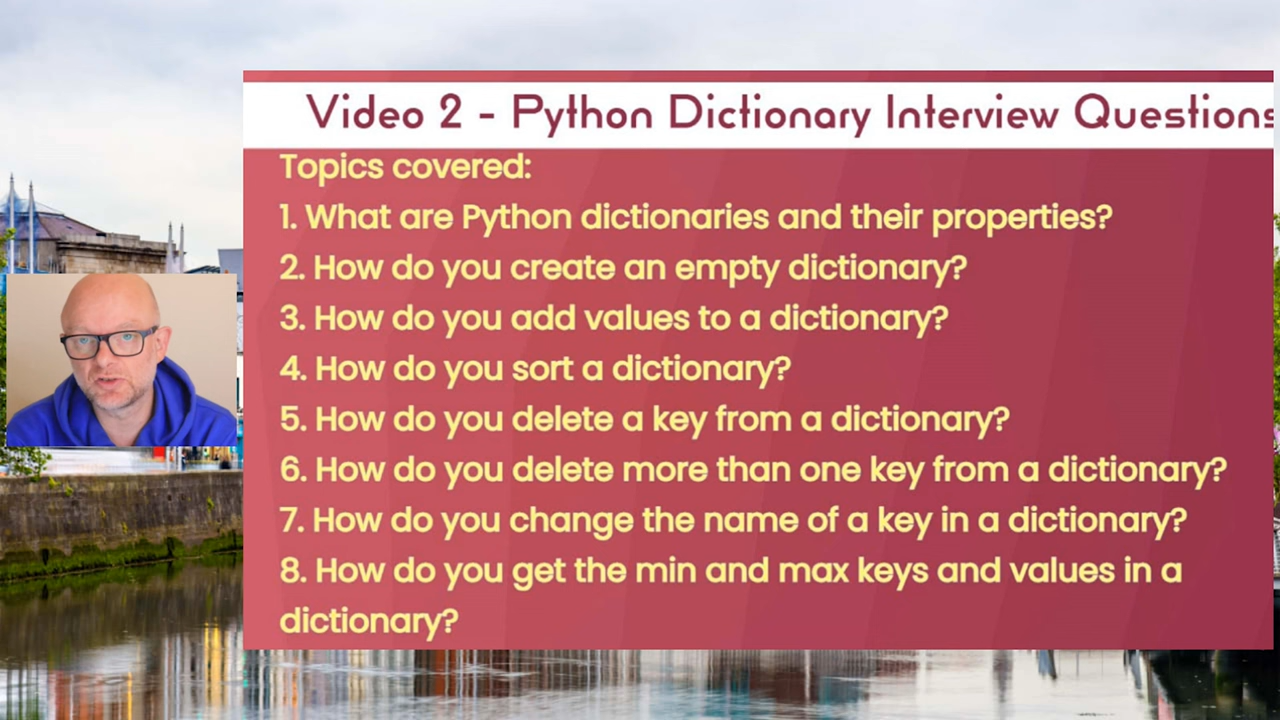 Video 2 - Python Dictionary Interview Questions
Topics covered:
1. What are Python dictionaries and their properties?
2. How do you create an empty dictionary?
3. How do you add values to a dictionary?
4. How do you sort a dictionary?
5. How do you delete a key from a dictionary?
6. How do you delete more than one key from a dictionary?
7. How do you change the name of a key in a dictionary?
8. How do you get the min and max keys and values in a
dictionary?